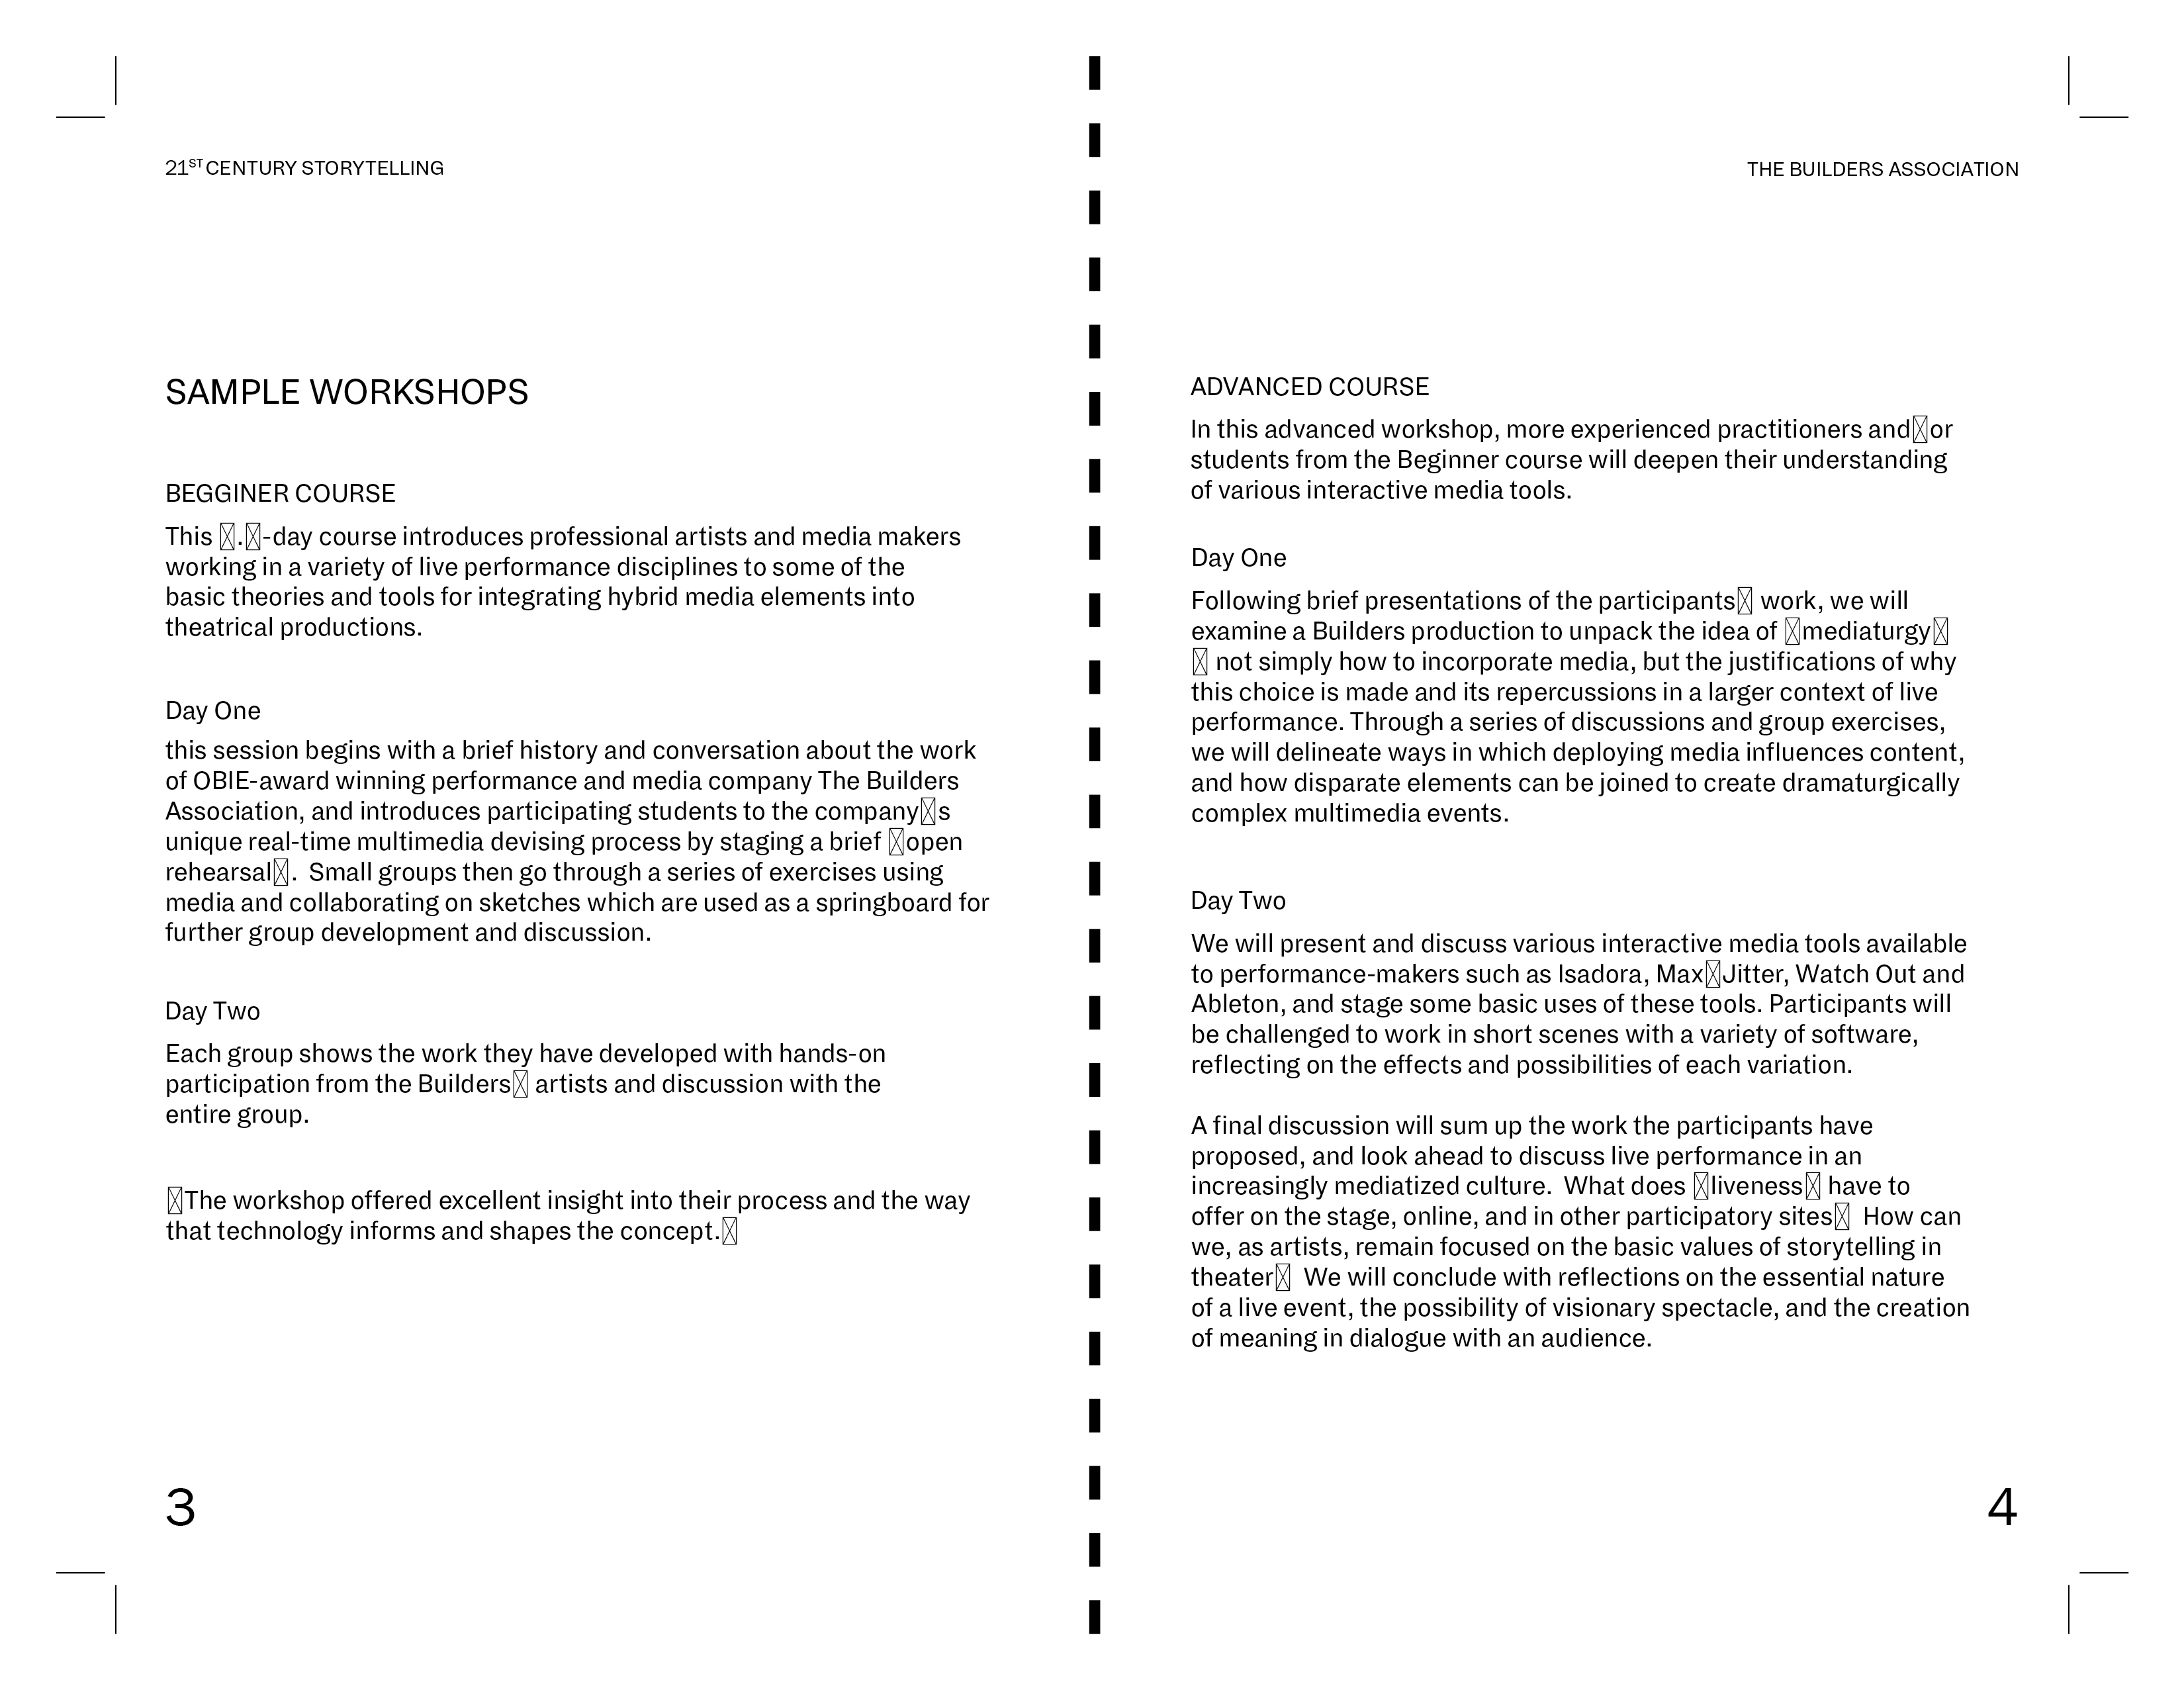 21ST CENTURY STORYTELLING
SAMPLE WORKSHOPS
BEGGINER COURSE
This ☒.☒-day course introduces professional artists and media makers
working in a variety of live performance disciplines to some of the
basic theories and tools for integrating hybrid media elements into
theatrical productions.
Day One
this session begins with a brief history and conversation about the work
of OBIE-award winning performance and media company The Builders
Association, and introduces participating students to the company☒s
unique real-time multimedia devising process by staging a brief ☒open
rehearsal☒.  Small groups then go through a series of exercises using
media and collaborating on sketches which are used as a springboard for
further group development and discussion.
Day Two
Each group shows the work they have developed with hands-on
participation from the Builders☒ artists and discussion with the
entire group.
☒The workshop offered excellent insight into their process and the way
that technology informs and shapes the concept.☒
3
THE BUILDERS ASSOCIATION
ADVANCED COURSE
In this advanced workshop, more experienced practitioners and☒or
students from the Beginner course will deepen their understanding
of various interactive media tools.
Day One
Following brief presentations of the participants☒ work, we will
examine a Builders production to unpack the idea of ☒mediaturgy☒
☒ not simply how to incorporate media, but the justifications of why
this choice is made and its repercussions in a larger context of live
performance. Through a series of discussions and group exercises,
we will delineate ways in which deploying media influences content,
and how disparate elements can be joined to create dramaturgically
complex multimedia events.
Day Two
We will present and discuss various interactive media tools available
to performance-makers such as Isadora, Max☒Jitter, Watch Out and
Ableton, and stage some basic uses of these tools. Participants will
be challenged to work in short scenes with a variety of software,
reflecting on the effects and possibilities of each variation.
A final discussion will sum up the work the participants have
proposed, and look ahead to discuss live performance in an
increasingly mediatized culture.  What does ☒liveness☒ have to
offer on the stage, online, and in other participatory sites☒  How can
we, as artists, remain focused on the basic values of storytelling in
theater☒  We will conclude with reflections on the essential nature
of a live event, the possibility of visionary spectacle, and the creation
of meaning in dialogue with an audience.
4